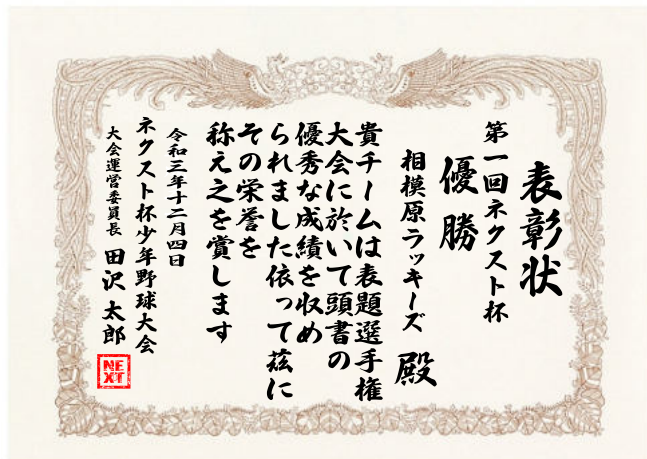 表彰状
第一回ネクスト杯
優勝
相模原ラッキーズ 殿
貴チームは表題選手権
大会に於いて頭書の
優秀な成績を収め
られました依って茲に
その栄誉を
称え之を賞します
令和三年十二月四日
ネクスト杯少年野球大会
大会運営委員長 田沢 太郎
NE
XT